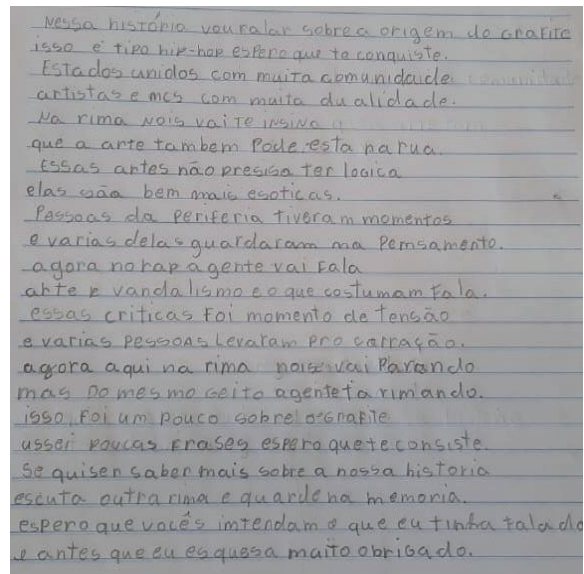 Nessa história vou falar sobre a origem do grafite
isso e tipo hip-hop espero que te conquiste.
Estados unidos com muita comunidade
artistas e mcs com muita dualidade.
Na rima nois vai te insina
que a arte tambem pode esta na rua.
Essas artes não presisa ter logica
elas são bem mais esoticas.
Pessoas da periferia tiveram momentos
e varias delas guardaram na pemsamento.
agora no rap agente vai fala
arte e vandalismo e o que costumam fala.
essas criticas foi momento de tensão
e varias pessoas levaram pro corração.
agora aqui na rima nois vai parando
mas do mesmo geito agente ta rimando.
isso foi um pouco sobre o grafite
ussei poucas frases espero que te consiste.
Se quiser saber mais sobre a nossa historia
escuta outra rima e guarde na memoria.
espero que vocês imtendam o que eu tinha falado
e antes que eu esquesa muito obrigado.